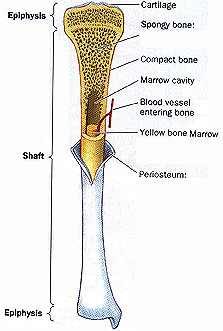 Cartilage
Epiphysis
Spongy bone:
Compact bone
Marrow cavity
Blood vessel
entering bone
Yellow bone Marrow
Shaft
Periosteum:
Epiphysis